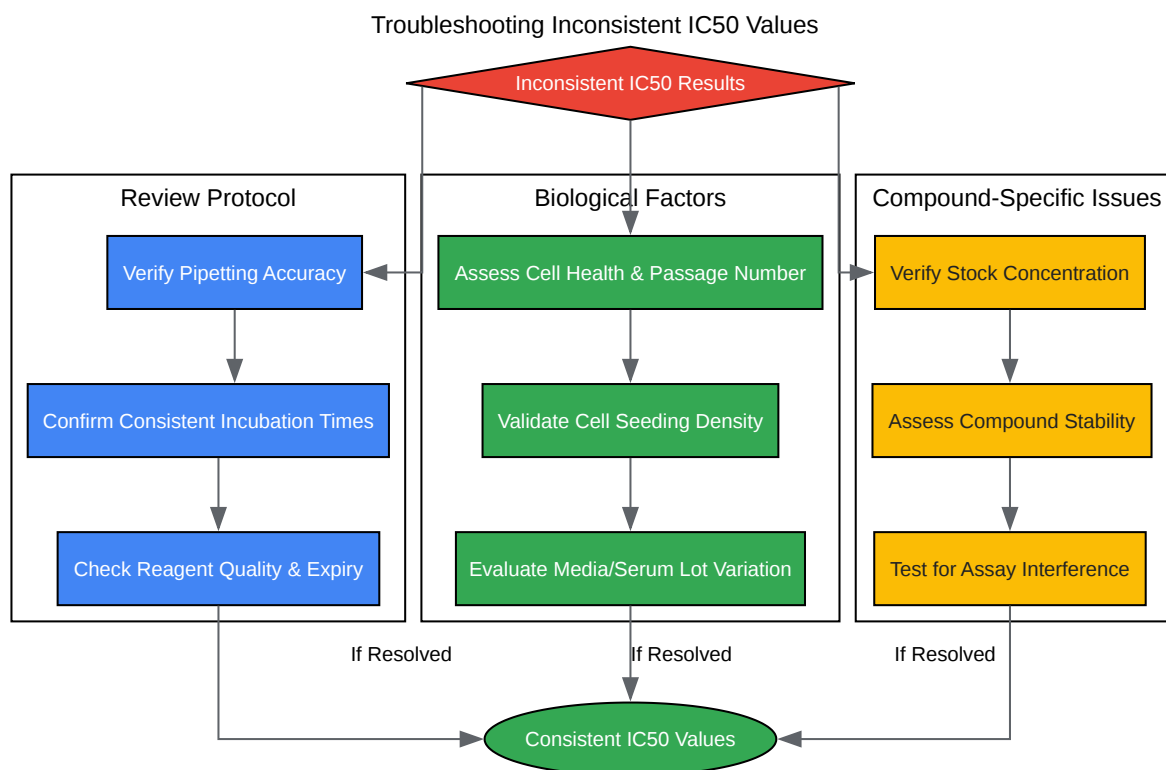 Troubleshooting Inconsistent IC50 Values
Inconsistent IC50 Results
Review Protocol
Verify Pipetting Accuracy
Confirm Consistent Incubation Times
Check Reagent Quality & Expiry
Biological Factors
Assess Cell Health & Passage Number
Validate Cell Seeding Density
Evaluate Media/Serum Lot Variation
Compound-Specific Issues
Verify Stock Concentration
Assess Compound Stability
Test for Assay Interference
If Resolved
If Resolved
If Resolved
Consistent IC50 Values